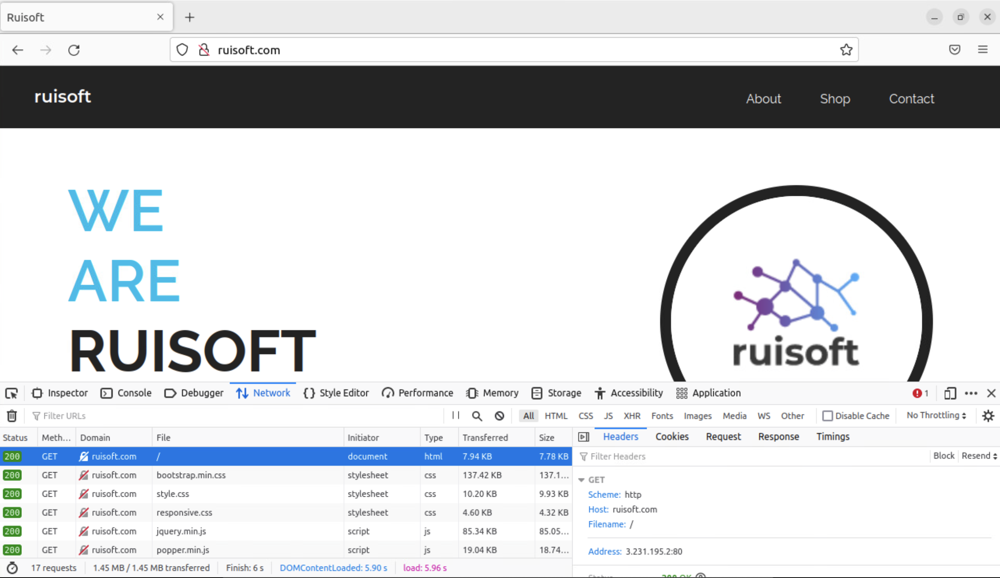 Ruisoft
ruisoft.com
ruisoft About Shop Contact
WE
ARE
RUISOFT
ruisoft
Inspector Console Debugger Network Style Editor Performance Memory Storage Accessibility Application 1
Filter URLs All HTML CSS JS XHR Fonts Images Media WS Other Disable Cache No Throttling
Status Meth... Domain File Initiator Type Transferred Size Headers Cookies Request Response Timings
200 GET ruisoft.com / document html 7.94 KB 7.78 KB Filter Headers Block Resend
200 GET ruisoft.com bootstrap.min.css stylesheet css 137.42 KB 137.1...
GET
200 GET ruisoft.com style.css stylesheet css 10.20 KB 9.93 KB Scheme: http
200 GET ruisoft.com responsive.css stylesheet css 4.60 KB 4.32 KB Host: ruisoft.com
Filename: /
200 GET ruisoft.com jquery.min.js script js 85.34 KB 85.05...
200 GET ruisoft.com popper.min.js script js 19.04 KB 18.74... Address: 3.231.195.2:80
17 requests 1.45 MB / 1.45 MB transferred Finish: 6 s DOMContentLoaded: 5.90 s load: 5.96 s